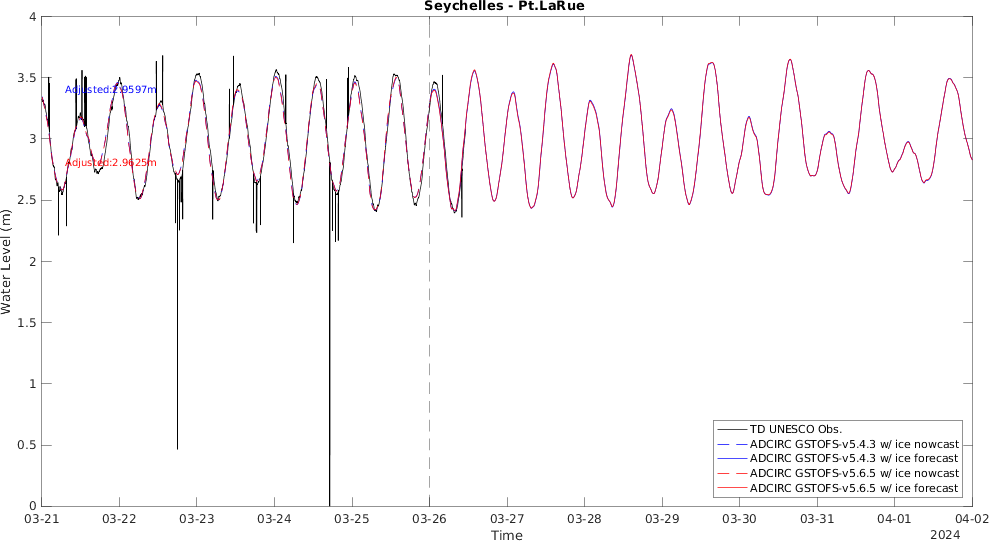 Seychelles - Pt.LaRue
4
3.5
3
2.5
2
1.5
1
0.5
0
Water Level (m)
Adjusted:2.9597m
Adjusted:2.9625m
TD UNESCO Obs.
ADCIRC GSTOFS-v5.4.3 w/ ice nowcast
ADCIRC GSTOFS-v5.4.3 w/ ice forecast
ADCIRC GSTOFS-v5.6.5 w/ ice nowcast
ADCIRC GSTOFS-v5.6.5 w/ ice forecast
03-21 03-22 03-23 03-24 03-25 03-26 03-27 03-28 03-29 03-30 03-31 04-01 04-02
Time
2024